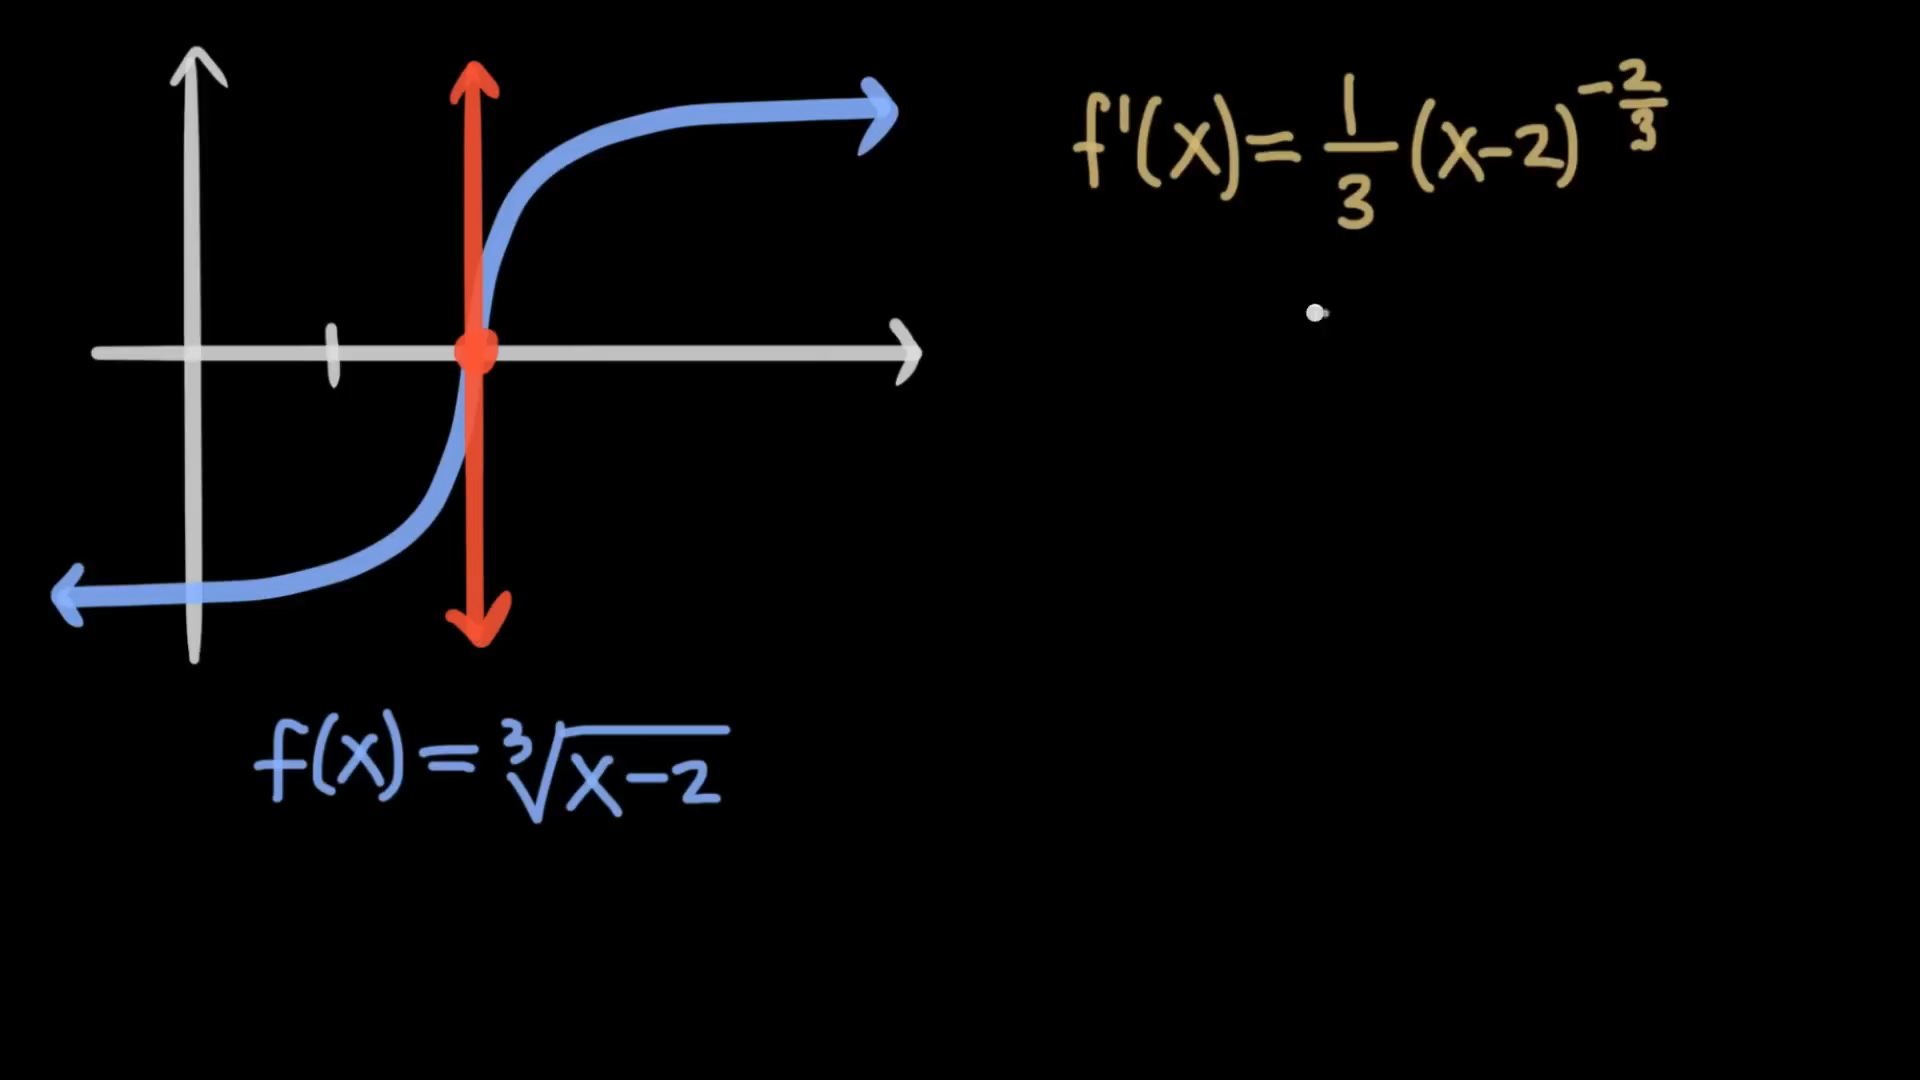 f'(x) = 1/3 (x-2)^(-2/3)
f(x) = ∛(x-2)